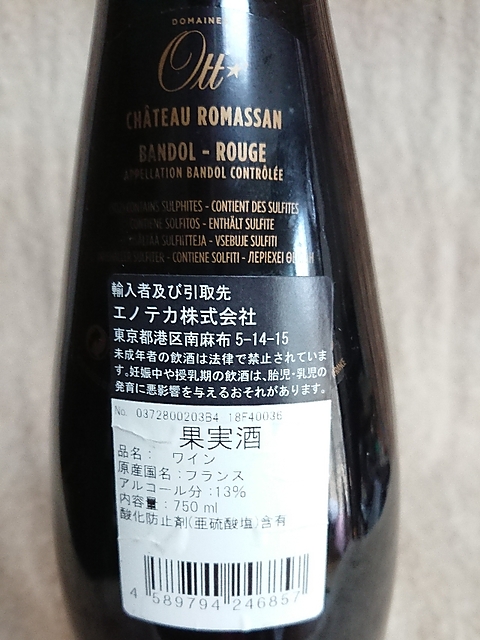 DOMAINE
Ott★
CHÂTEAU ROMASSAN
BANDOL - ROUGE
APPELLATION BANDOL CONTRÔLÉE
CONTAINS SULPHITES - CONTIENT DES SULFITES
CONTIENE SOLFITOS - ENTHÄLT SULFITE
SULFIITTEJA - VSEBUJE SULFITI
SULFITER - CONTIENE SOLFITI - ΠΕΡΙΕΧΕΙ
輸入者及び引取先
エノテカ株式会社
東京都港区南麻布 5-14-15
未成年者の飲酒は法律で禁止されていま
す。妊娠中や授乳期の飲酒は、胎児・乳児の
発育に悪影響を与えるおそれがあります。
No. 0372800203B4 18F40036
果実酒
品名: ワイン
原産国名:フランス
アルコール分:13%
内容量:750 ml
酸化防止剤(亜硫酸塩)含有
4 589794 246857